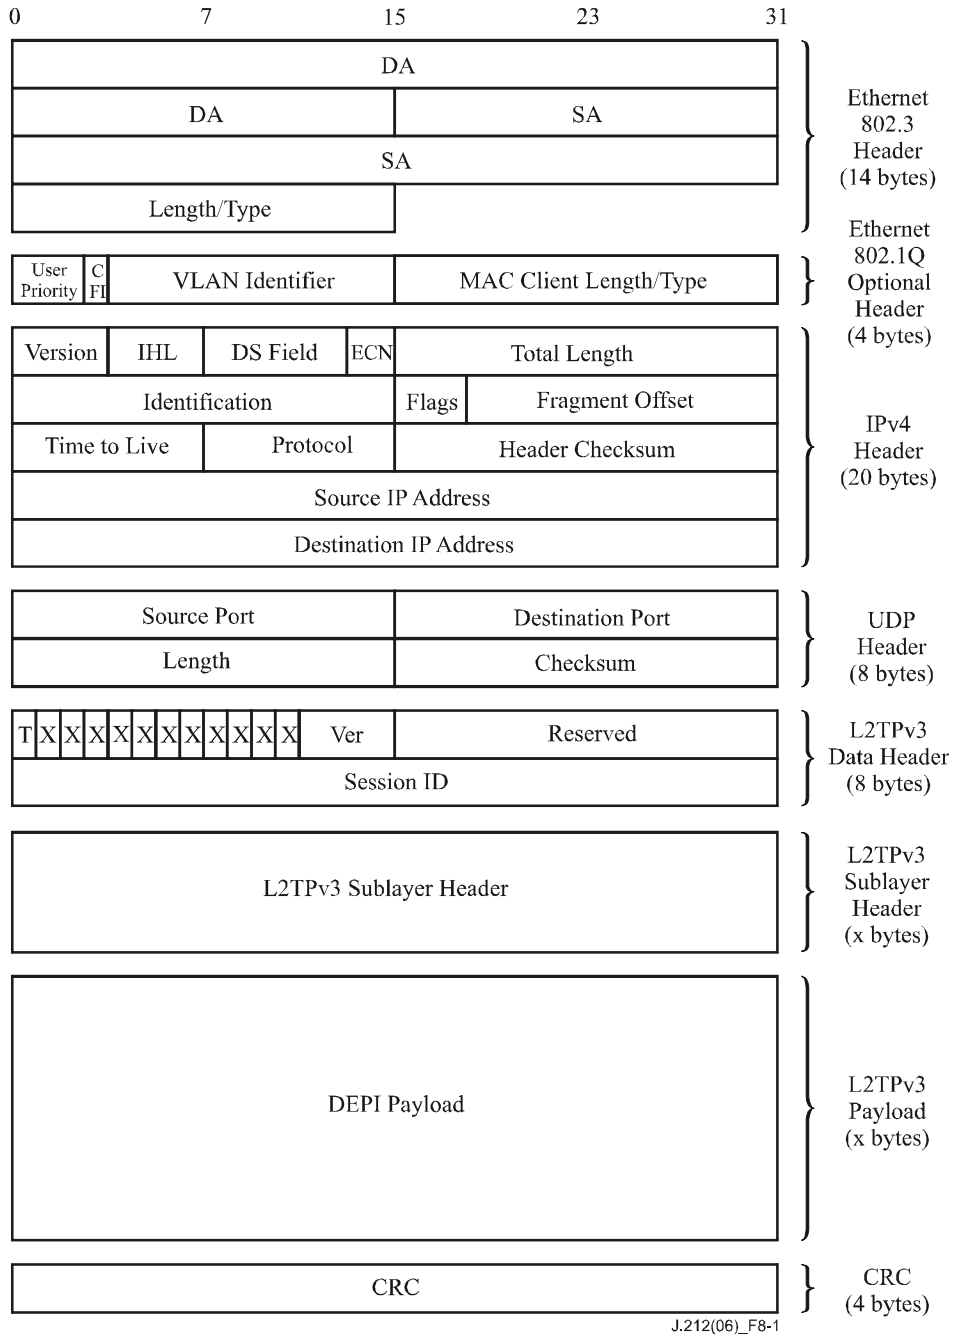 0 7 15 23 31
DA
DA SA
SA
Length/Type
Ethernet
802.3
Header
(14 bytes)
User
Priority
C
FI
VLAN Identifier
MAC Client Length/Type
Ethernet
802.1Q
Optional
Header
(4 bytes)
Version IHL DS Field ECN Total Length
Identification Flags Fragment Offset
Time to Live Protocol Header Checksum
Source IP Address
Destination IP Address
IPv4
Header
(20 bytes)
Source Port Destination Port
Length Checksum
UDP
Header
(8 bytes)
T X X X X X X X X X X X Ver Reserved
Session ID
L2TPv3
Data Header
(8 bytes)
L2TPv3 Sublayer Header
L2TPv3
Sublayer
Header
(x bytes)
DEPI Payload
L2TPv3
Payload
(x bytes)
CRC
CRC
(4 bytes)
J.212(06)_F8-1